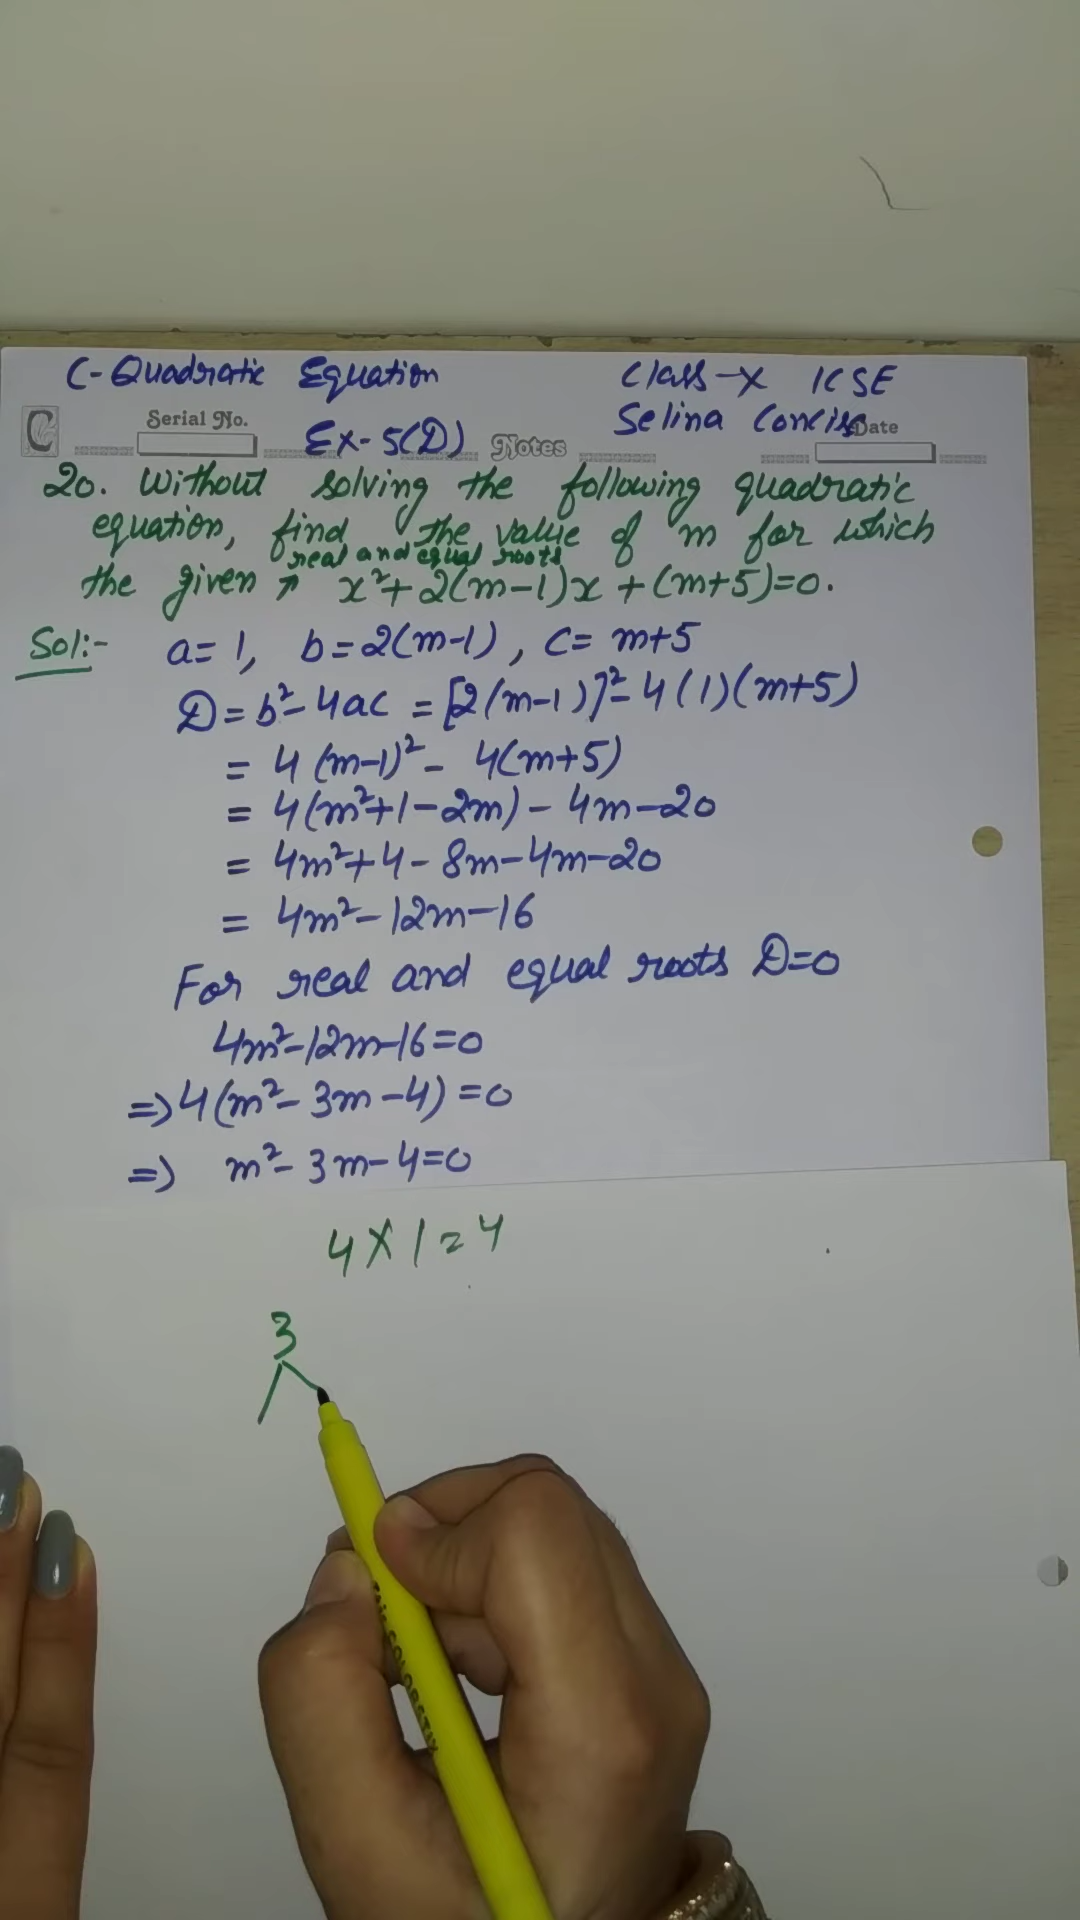 C-Quadratic Equation Class-X ICSE
C Serial No. Ex-5(D) Notes Selina Concise Date
20. Without solving the following quadratic
equation, find the value of m for which
real and equal roots
the given x²+2(m-1)x+(m+5)=0.
Sol:- a=1, b=2(m-1), c=m+5
D=b²-4ac = [2(m-1)]²-4(1)(m+5)
= 4(m-1)²- 4(m+5)
= 4(m²+1-2m)-4m-20
= 4m²+4-8m-4m-20
= 4m²-12m-16
For real and equal roots D=0
4m²-12m-16=0
=> 4(m²-3m-4)=0
=> m²-3m-4=0
4 X 1 = 4
3